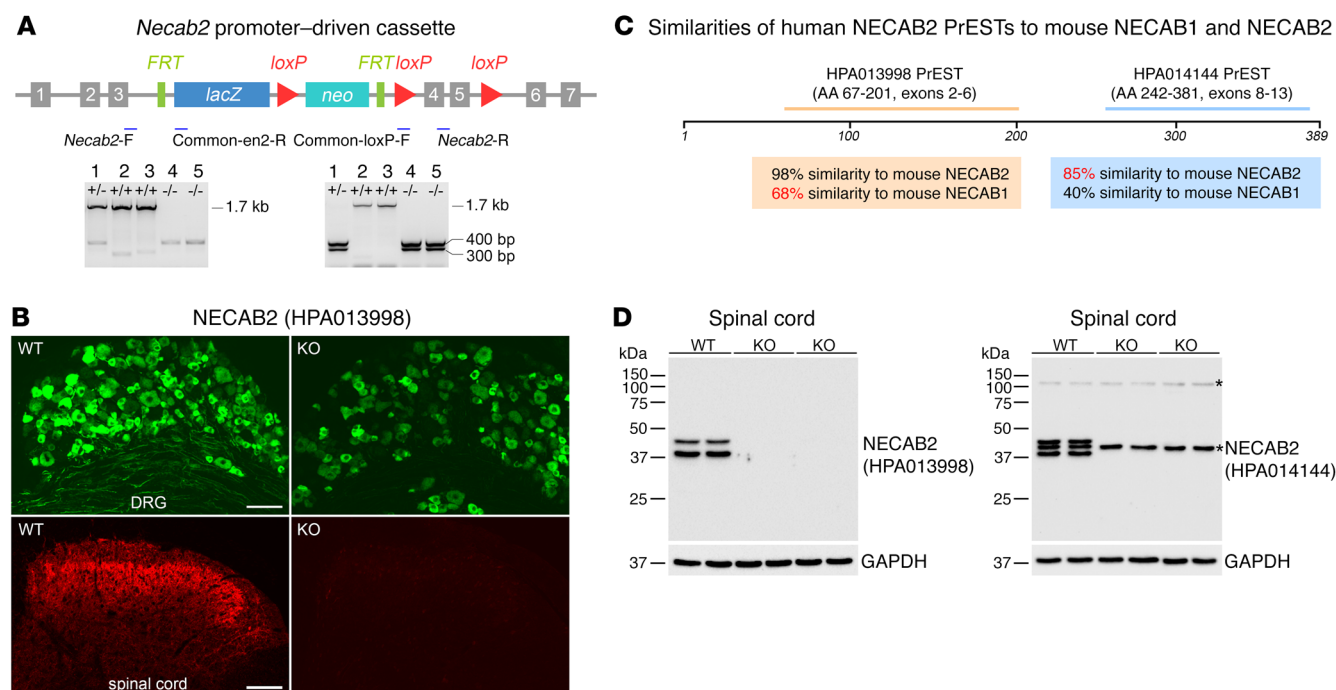 A
Necab2 promoter–driven cassette
FRT loxP FRT loxP loxP
1 2 3 lacZ neo 4 5 6 7
Necab2-F Common-en2-R Common-loxP-F Necab2-R
1 2 3 4 5
+/- +/+ +/+ -/- -/-
1.7 kb
1 2 3 4 5
+/- +/+ +/+ -/- -/-
1.7 kb
400 bp
300 bp
B
NECAB2 (HPA013998)
WT KO
DRG
WT KO
spinal cord
C Similarities of human NECAB2 PrESTs to mouse NECAB1 and NECAB2
HPA013998 PrEST
(AA 67-201, exons 2-6)
HPA014144 PrEST
(AA 242-381, exons 8-13)
1 100 200 300 389
98% similarity to mouse NECAB2
68% similarity to mouse NECAB1
85% similarity to mouse NECAB2
40% similarity to mouse NECAB1
D
Spinal cord
kDa WT KO KO
150
100
75
50
37
25
NECAB2
(HPA013998)
37 GAPDH
Spinal cord
kDa WT KO KO
150
100 *
75
50
37
25
*NECAB2
(HPA014144)
37 GAPDH